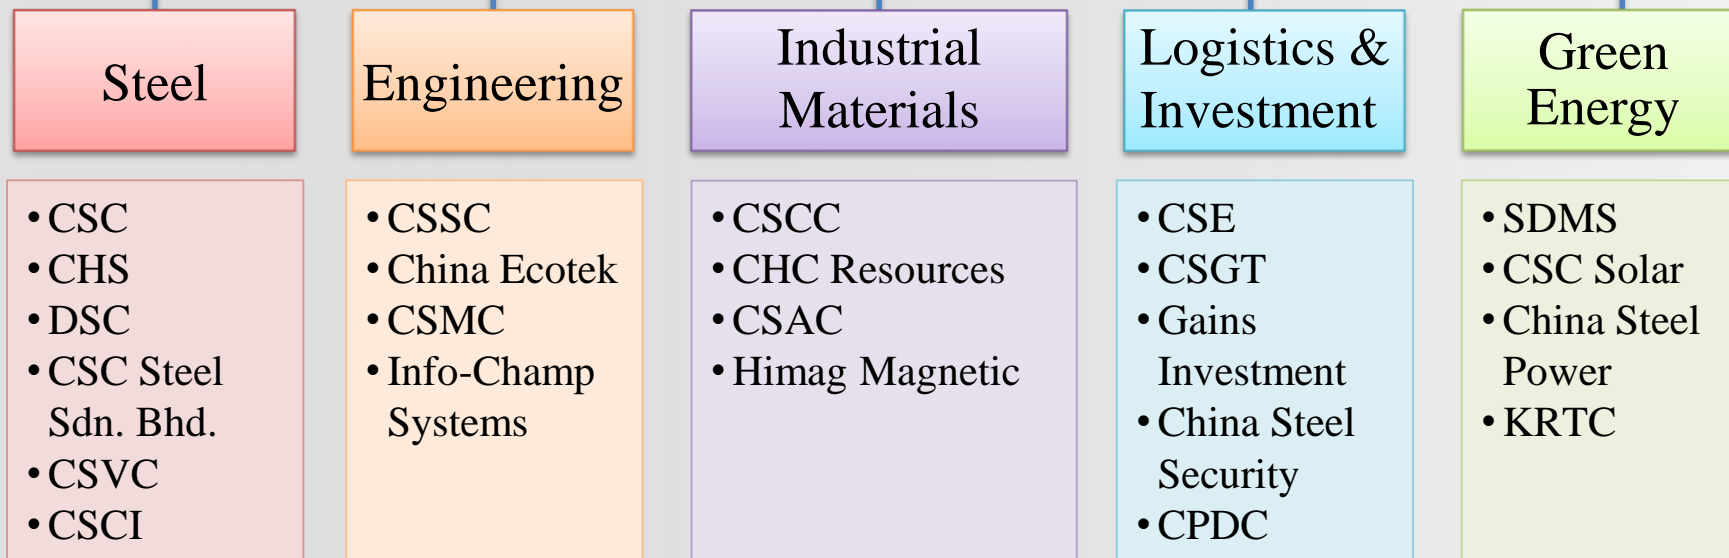 Steel
• CSC
• CHS
• DSC
• CSC Steel
Sdn. Bhd.
• CSVC
• CSCI
Engineering
• CSSC
• China Ecotek
• CSMC
• Info-Champ
Systems
Industrial
Materials
• CSCC
• CHC Resources
• CSAC
• Himag Magnetic
Logistics &
Investment
• CSE
• CSGT
• Gains
Investment
• China Steel
Security
• CPDC
Green
Energy
• SDMS
• CSC Solar
• China Steel
Power
• KRTC